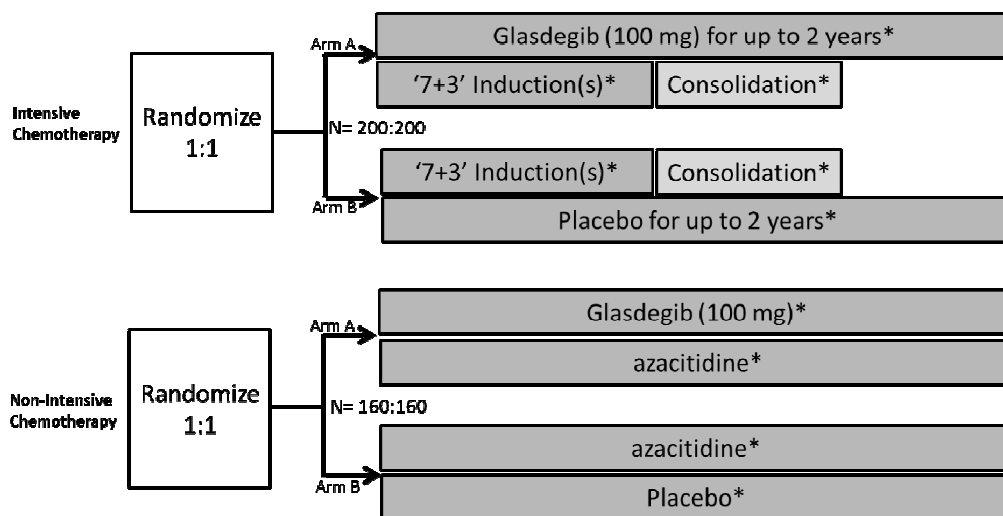 Intensive
Chemotherapy
Randomize
1:1
Arm A
N= 200:200
Arm B
Glasdegib (100 mg) for up to 2 years*
‘7+3’ Induction(s)*
Consolidation*
‘7+3’ Induction(s)*
Consolidation*
Placebo for up to 2 years*
Non-Intensive
Chemotherapy
Randomize
1:1
Arm A
N= 160:160
Arm B
Glasdegib (100 mg)*
azacitidine*
azacitidine*
Placebo*